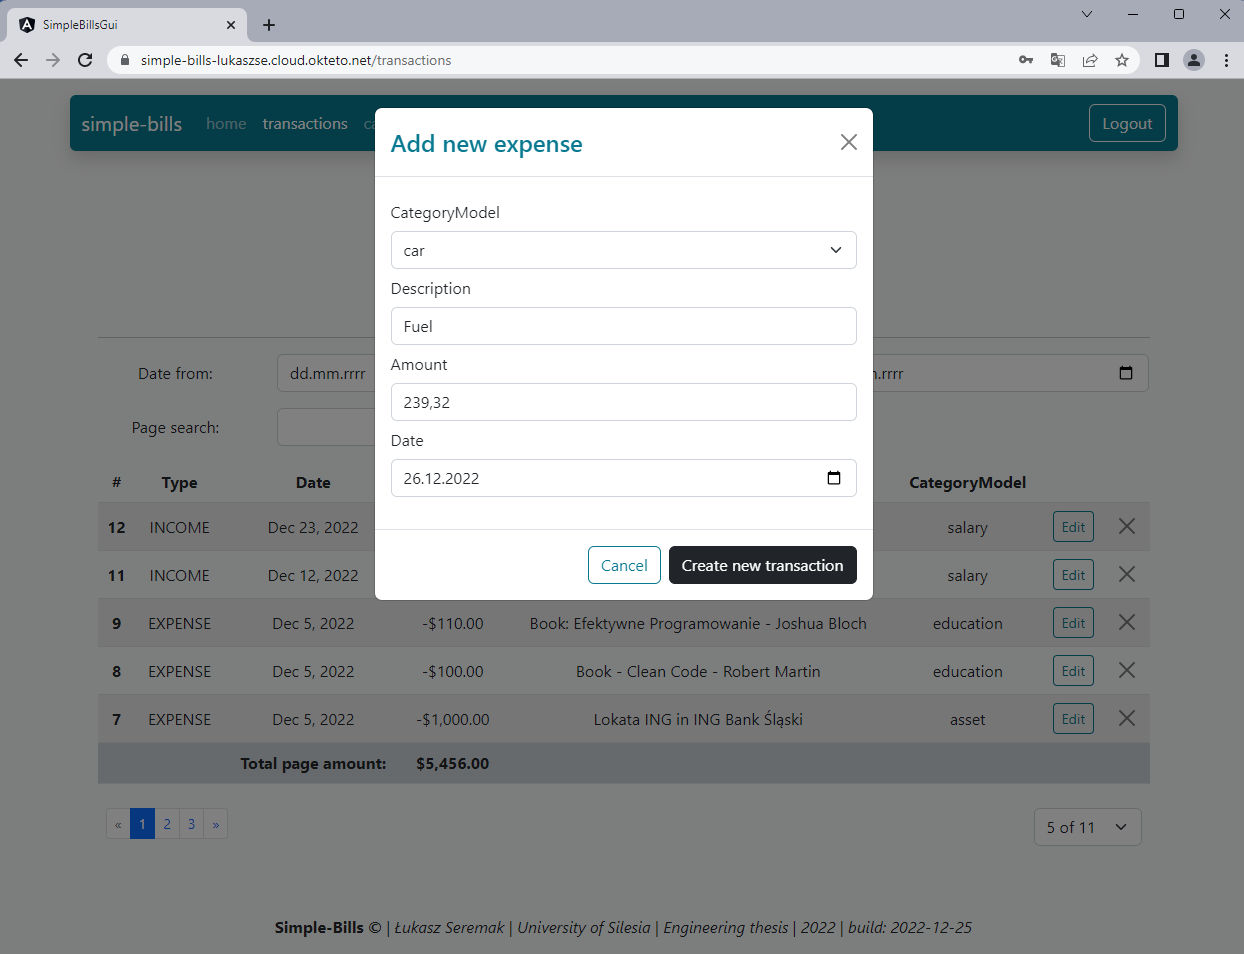 SimpleBillsGui
simple-bills-lukaszse.cloud.okteto.net/transactions
simple-bills home transactions Logout
Add new expense
CategoryModel
car
Description
Fuel
Amount
239,32
Date
26.12.2022
Cancel Create new transaction
Date from: dd.mm.rrrr .rrrr
Page search:
# Type Date CategoryModel
12 INCOME Dec 23, 2022 salary Edit
11 INCOME Dec 12, 2022 salary Edit
9 EXPENSE Dec 5, 2022 -$110.00 Book: Efektywne Programowanie - Joshua Bloch education Edit
8 EXPENSE Dec 5, 2022 -$100.00 Book - Clean Code - Robert Martin education Edit
7 EXPENSE Dec 5, 2022 -$1,000.00 Lokata ING in ING Bank Śląski asset Edit
Total page amount: $5,456.00
« 1 2 3 »
5 of 11
Simple-Bills © | Łukasz Seremak | University of Silesia | Engineering thesis | 2022 | build: 2022-12-25